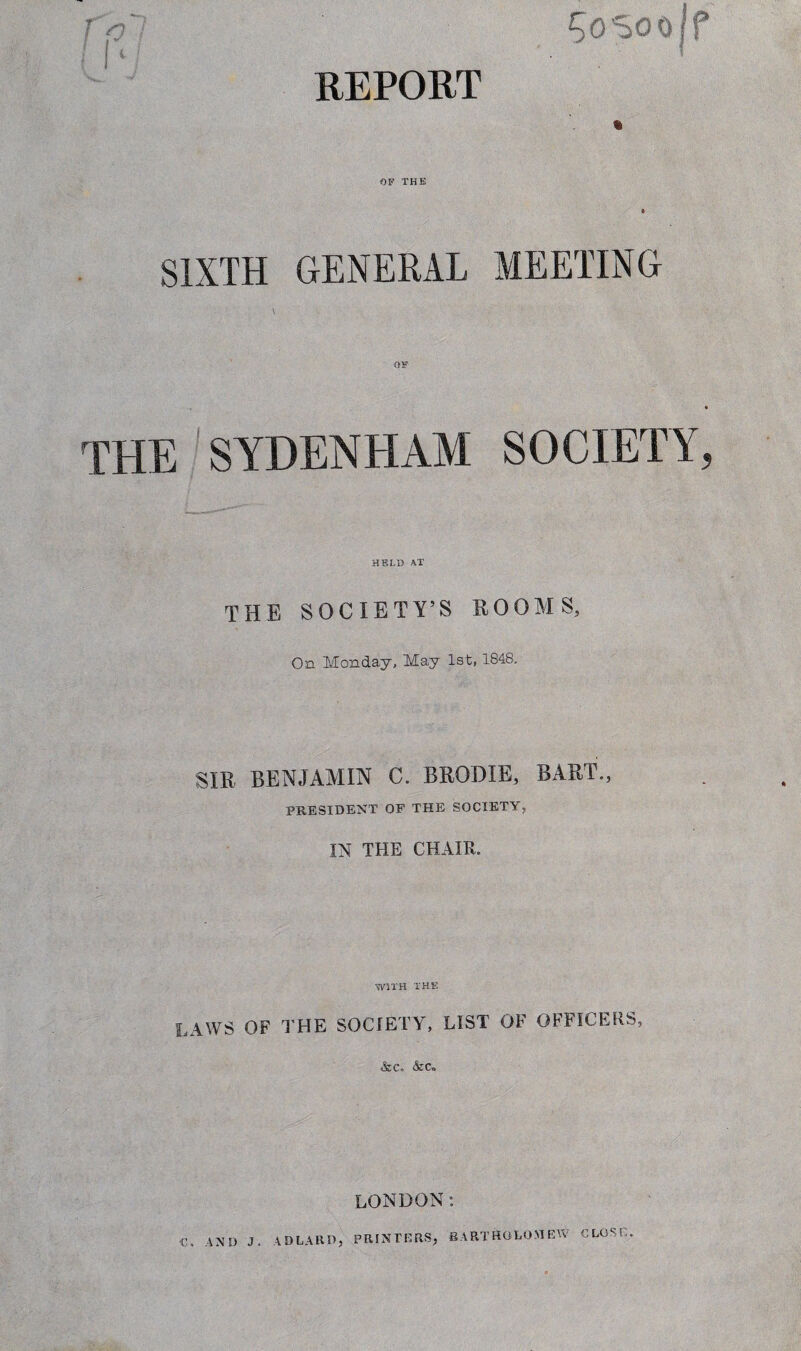 50500/P
REPORT
OF THE
SIXTH GENERAL MEETING
OF
THE SYDENHAM SOCIETY,
HELD AT
THE SOCIETY'S ROOMS,
On Monday, May 1st, 1848.
SIR BENJAMIN C. BRODIE, BART.,
PRESIDENT OF THE SOCIETY,
IN THE CHAIR.
WITH THE
LAWS OF THE SOCIETY, LIST OF OFFICERS,
&c. &c.
LONDON:
C. AND J. ADLARD, PRINTERS, BARTHOLOMEW CLOSE.